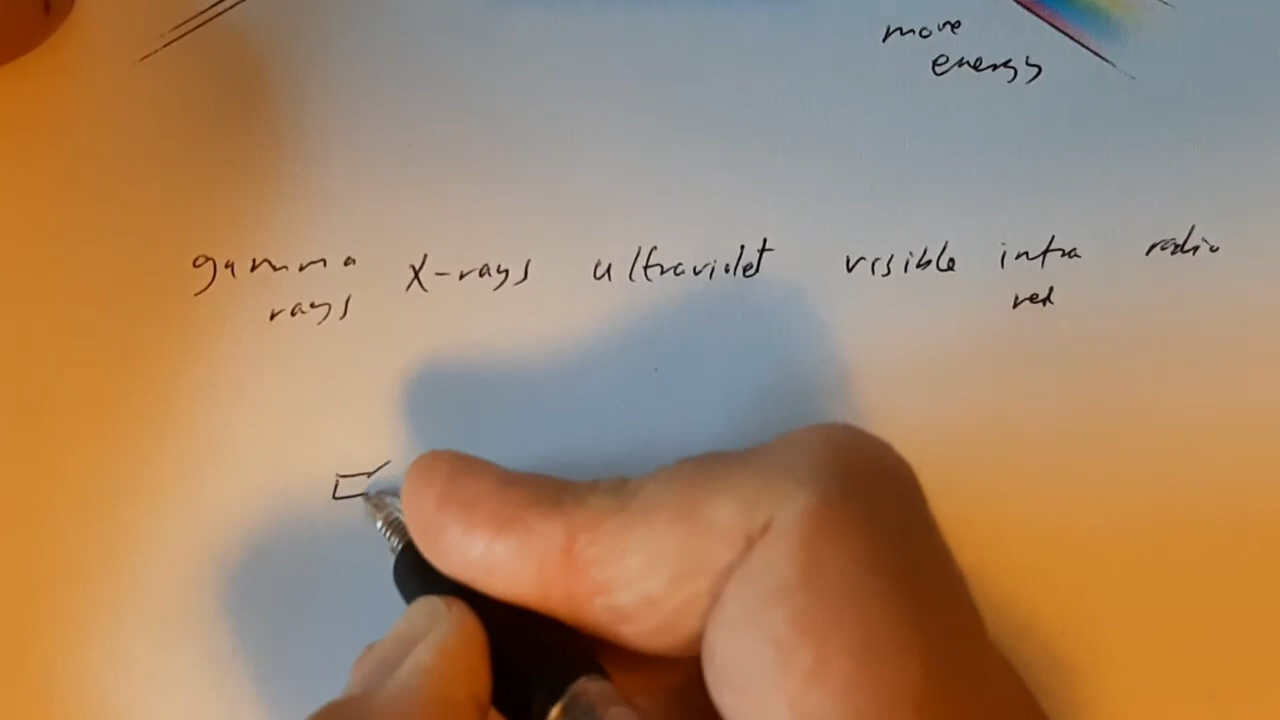 more
energy
gamma x-rays ultraviolet visible infra radio
rays red